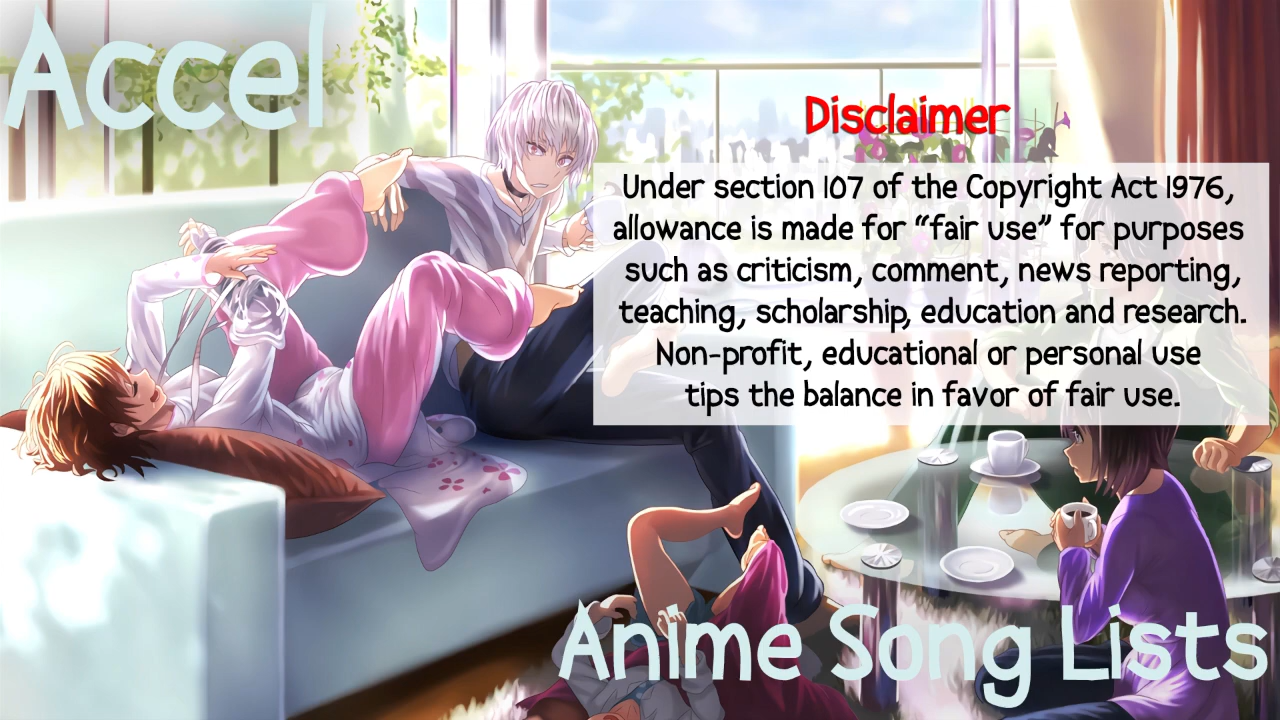 Accel
Disclaimer
Under section 107 of the Copyright Act 1976,
allowance is made for “fair use” for purposes
such as criticism, comment, news reporting,
teaching, scholarship, education and research.
Non-profit, educational or personal use
tips the balance in favor of fair use.
Anime Song Lists